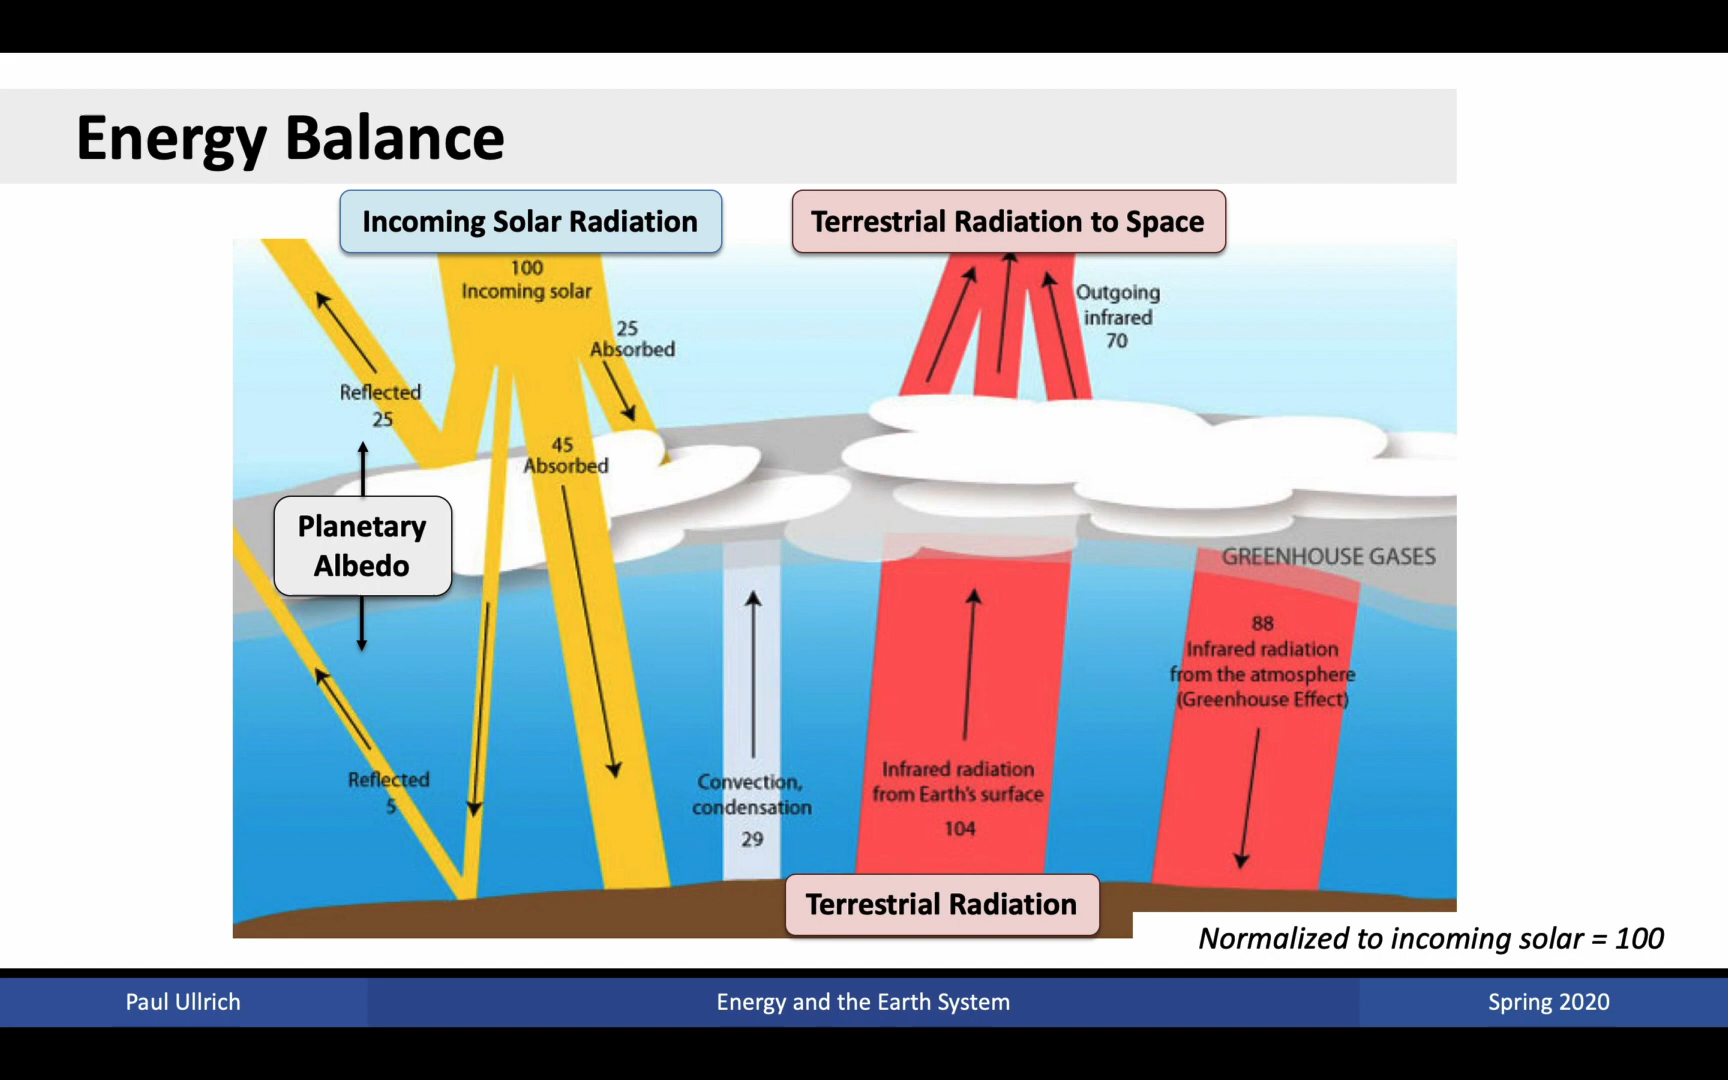 Energy Balance
Incoming Solar Radiation
Terrestrial Radiation to Space
100
Incoming solar
25
Absorbed
Outgoing
infrared
70
Reflected
25
45
Absorbed
Planetary
Albedo
GREENHOUSE GASES
88
Infrared radiation
from the atmosphere
(Greenhouse Effect)
Reflected
5
Convection,
condensation
29
Infrared radiation
from Earth's surface
104
Terrestrial Radiation
Normalized to incoming solar = 100
Paul Ullrich
Energy and the Earth System
Spring 2020